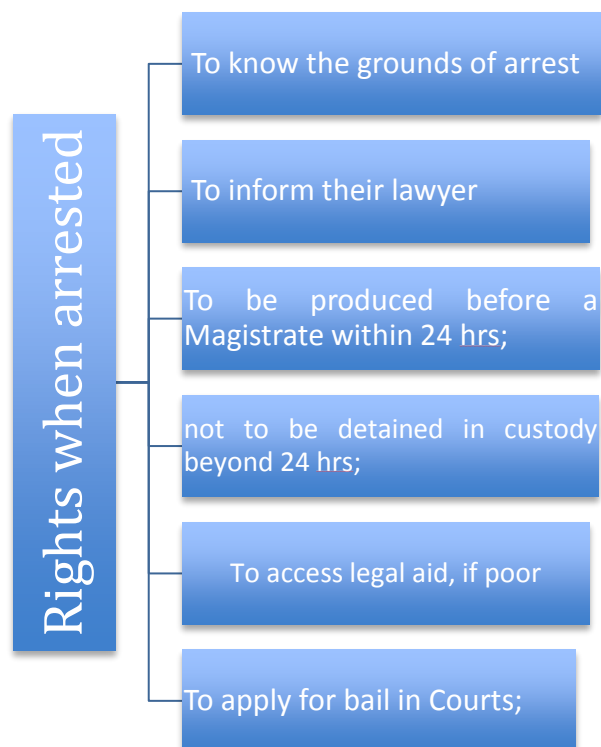 Rights when arrested
To know the grounds of arrest
To inform their lawyer
To be produced before a
Magistrate within 24 hrs;
not to be detained in custody
beyond 24 hrs;
To access legal aid, if poor
To apply for bail in Courts;